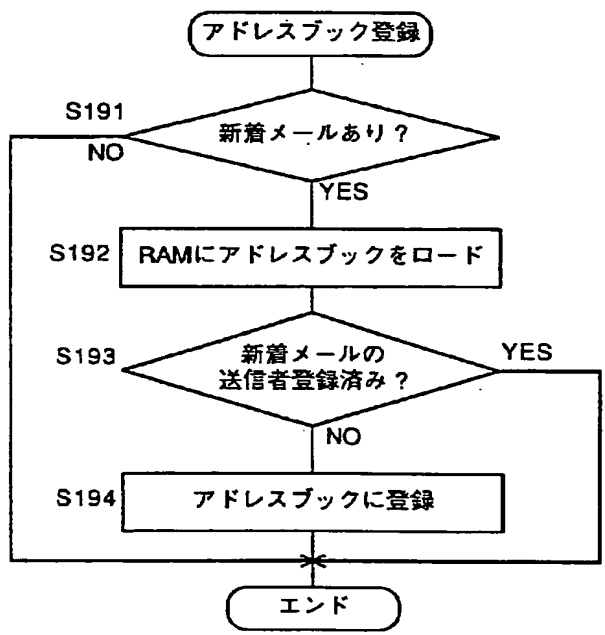 アドレスブック登録
S191
新着メールあり?
NO
YES
S192
RAMにアドレスブックをロード
S193
新着メールの
送信者登録済み?
YES
NO
S194
アドレスブックに登録
エンド